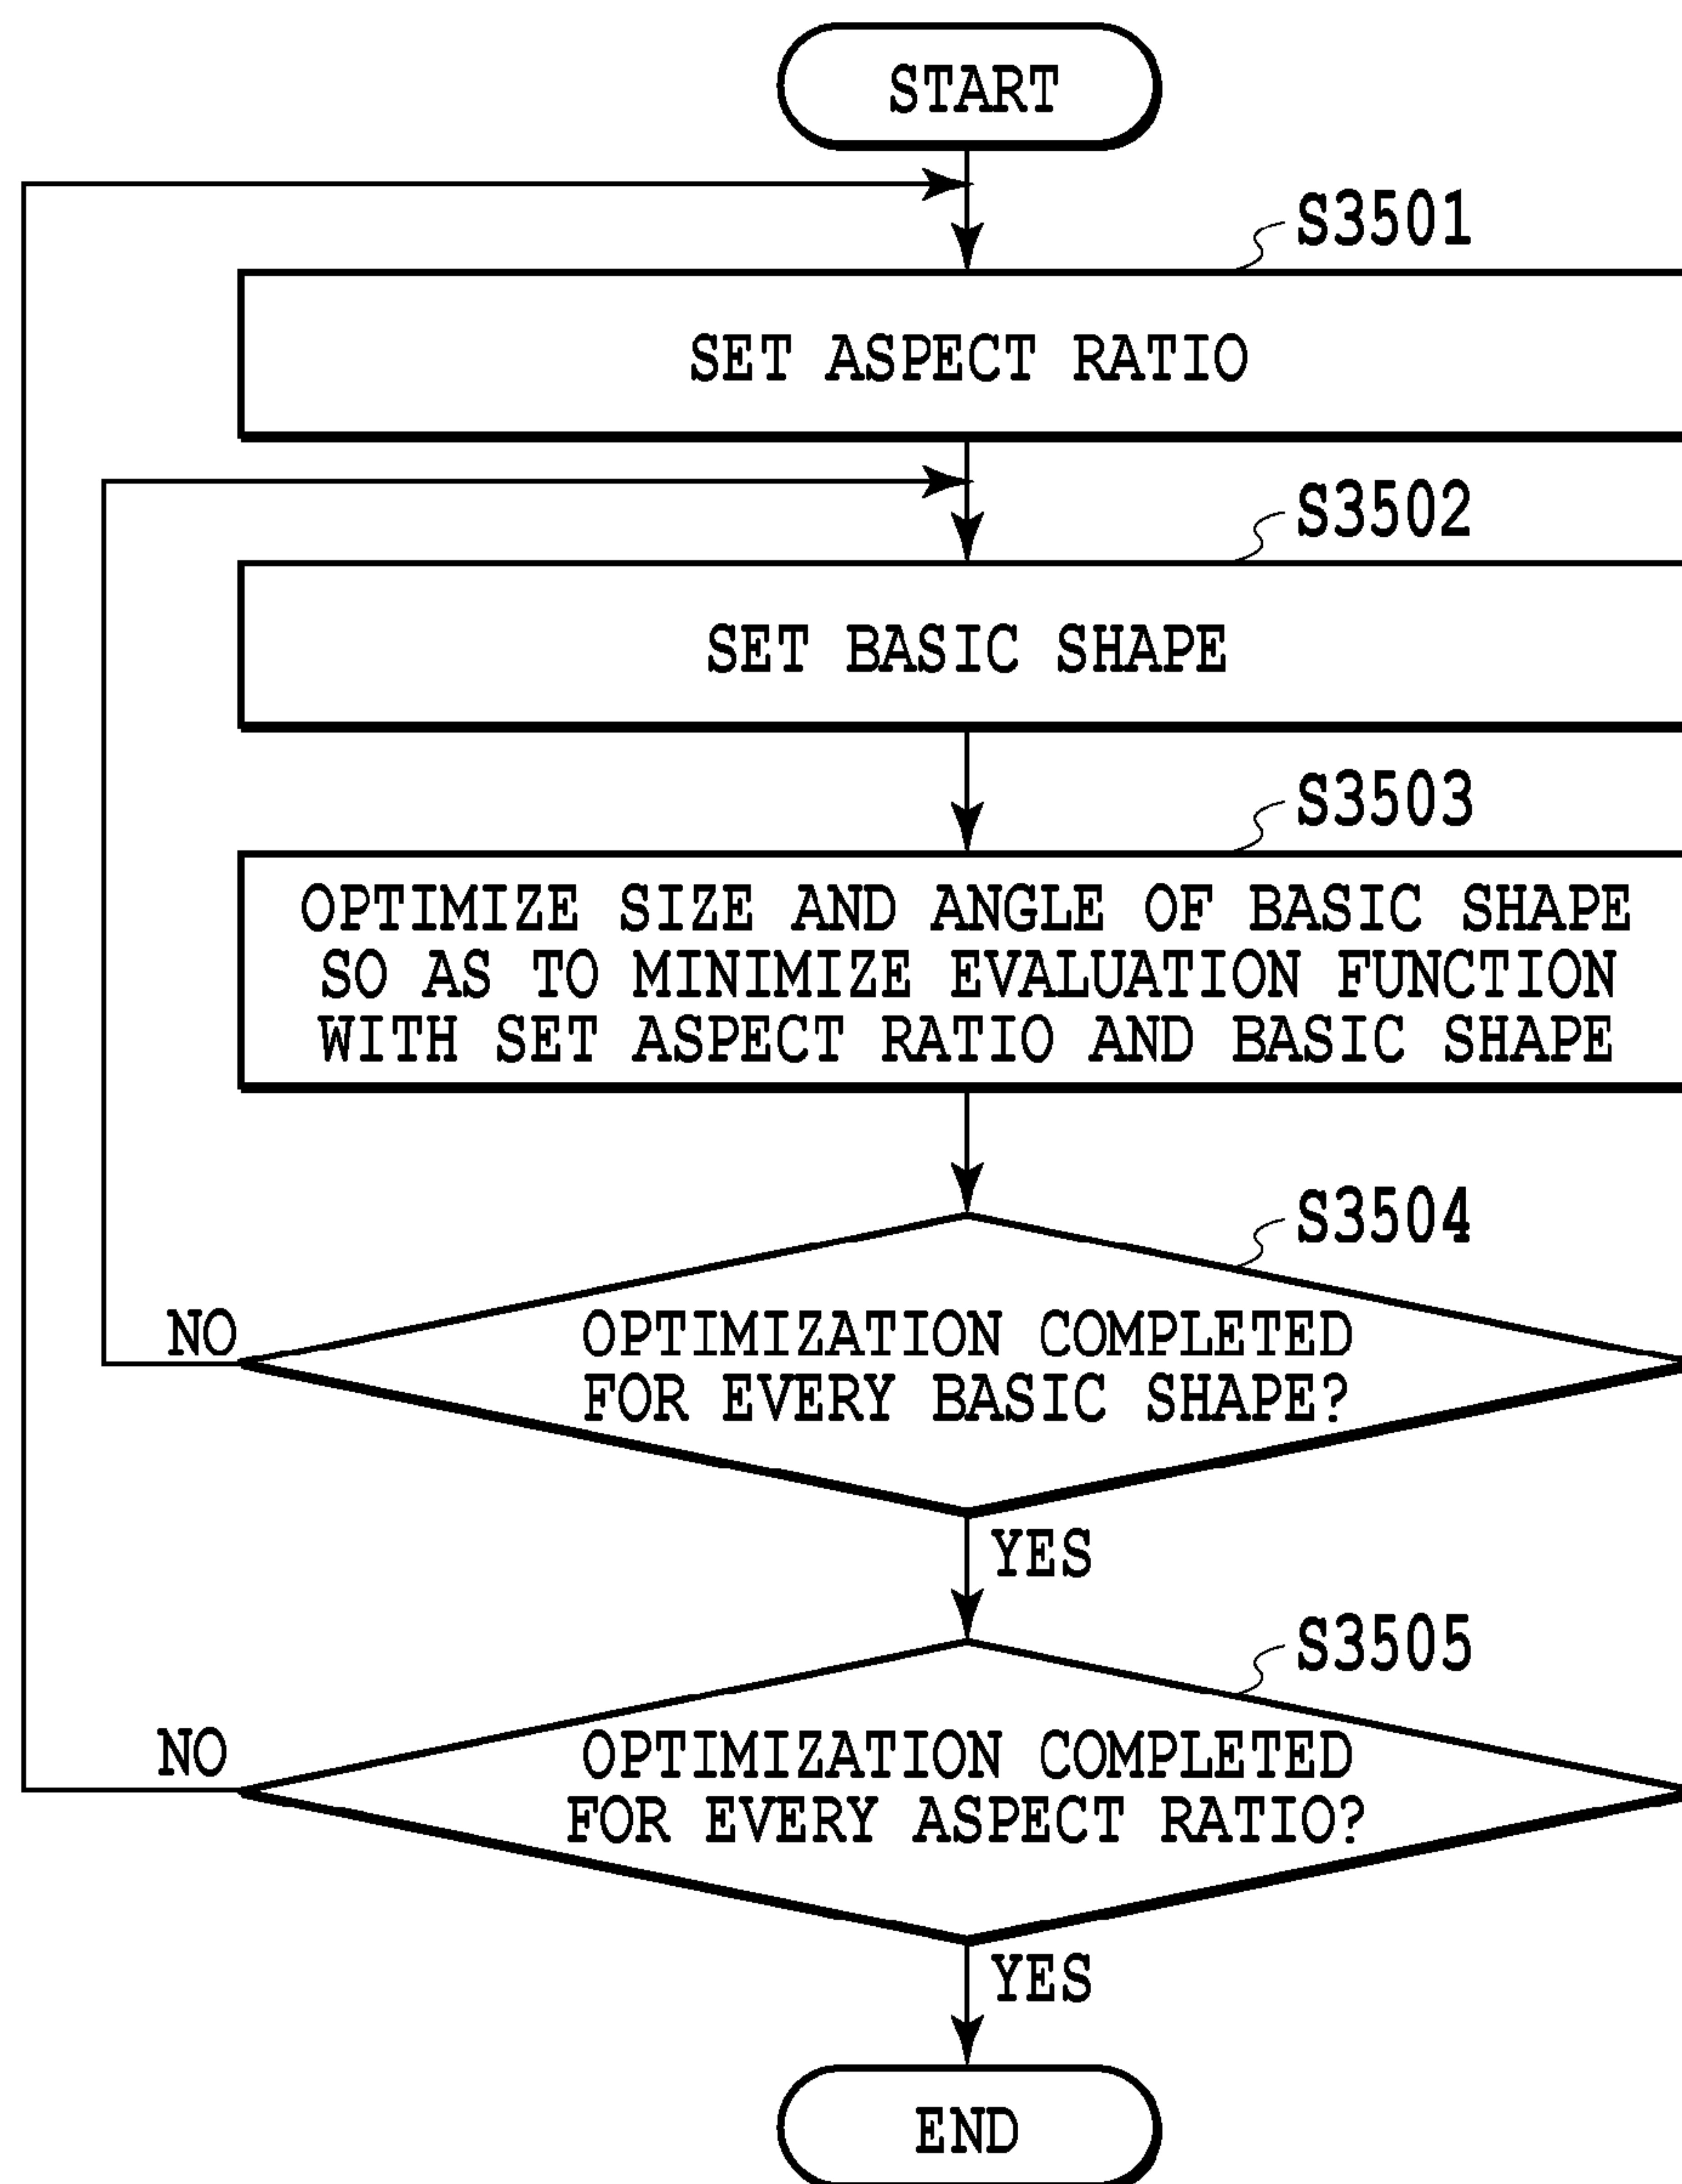 START
S3501
SET ASPECT RATIO
S3502
SET BASIC SHAPE
S3503
OPTIMIZE SIZE AND ANGLE OF BASIC SHAPE
SO AS TO MINIMIZE EVALUATION FUNCTION
WITH SET ASPECT RATIO AND BASIC SHAPE
S3504
NO
OPTIMIZATION COMPLETED
FOR EVERY BASIC SHAPE?
YES
S3505
NO
OPTIMIZATION COMPLETED
FOR EVERY ASPECT RATIO?
YES
END